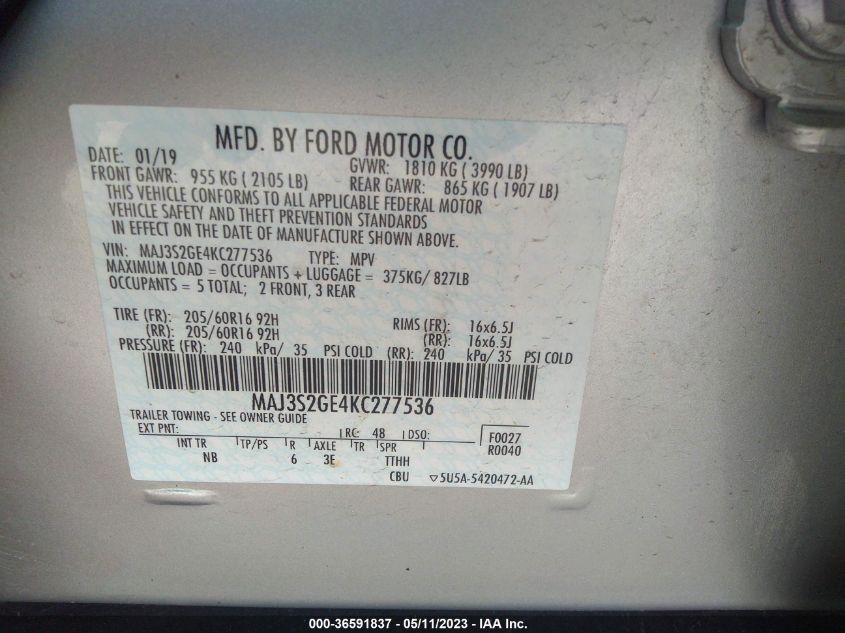 MFD. BY FORD MOTOR CO.
DATE: 01/19 GVWR: 1810 KG ( 3990 LB)
FRONT GAWR: 955 KG ( 2105 LB) REAR GAWR: 865 KG ( 1907 LB)
THIS VEHICLE CONFORMS TO ALL APPLICABLE FEDERAL MOTOR
VEHICLE SAFETY AND THEFT PREVENTION STANDARDS
IN EFFECT ON THE DATE OF MANUFACTURE SHOWN ABOVE.
VIN: MAJ3S2GE4KC277536 TYPE: MPV
MAXIMUM LOAD = OCCUPANTS + LUGGAGE = 375KG/ 827LB
OCCUPANTS = 5 TOTAL; 2 FRONT, 3 REAR
TIRE (FR): 205/60R16 92H RIMS (FR): 16x6.5J
(RR): 205/60R16 92H (RR): 16x6.5J
PRESSURE (FR): 240 kPa/ 35 PSI COLD (RR): 240 kPa/ 35 PSI COLD
MAJ3S2GE4KC277536
TRAILER TOWING - SEE OWNER GUIDE
EXT PNT: RC: 48 DSO: F0027
R0040
INT TR TP/PS R AXLE TR SPR
NB 6 3E TTHH
CBU ▽5U5A-5420472-AA
000-36591837 - 05/11/2023 - IAA Inc.